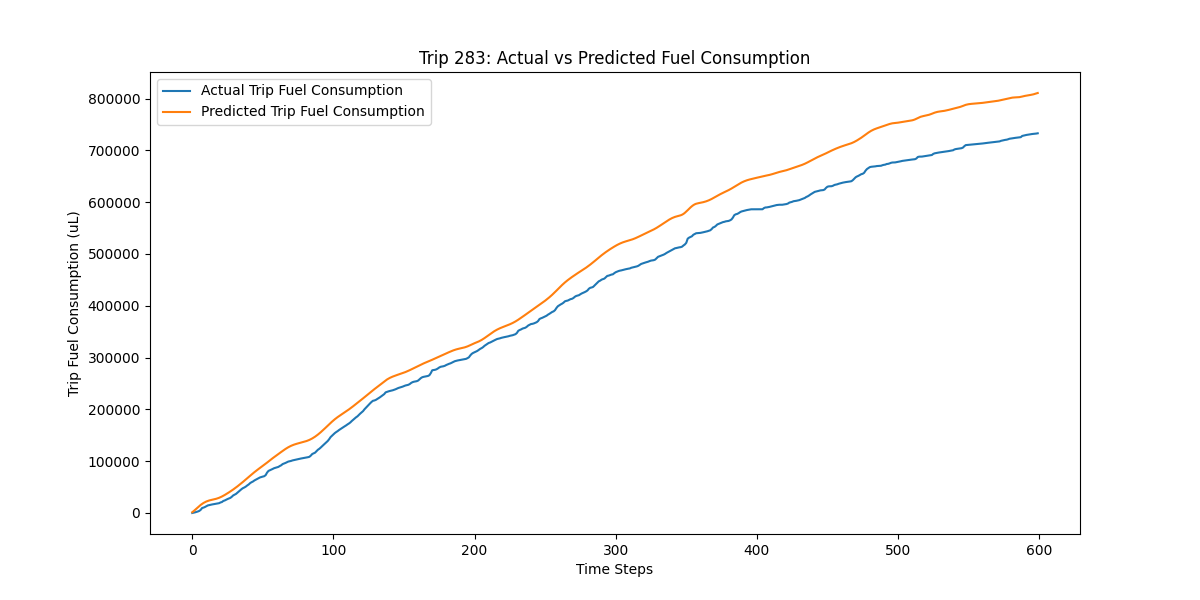 Trip 283: Actual vs Predicted Fuel Consumption
Actual Trip Fuel Consumption
Predicted Trip Fuel Consumption
800000
700000
600000
500000
400000
300000
200000
100000
0
Trip Fuel Consumption (uL)
0 100 200 300 400 500 600
Time Steps